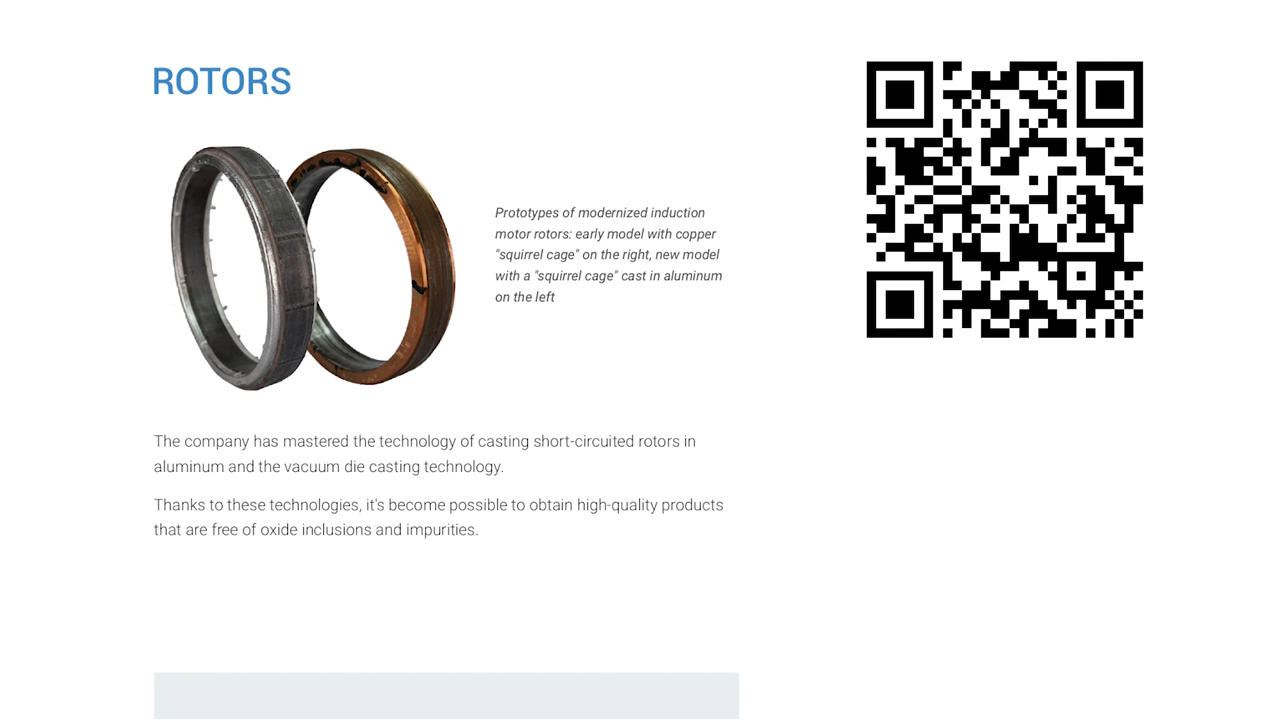 ROTORS
Prototypes of modernized induction
motor rotors: early model with copper
"squirrel cage" on the right, new model
with a "squirrel cage" cast in aluminum
on the left
The company has mastered the technology of casting short-circuited rotors in
aluminum and the vacuum die casting technology.
Thanks to these technologies, it's become possible to obtain high-quality products
that are free of oxide inclusions and impurities.